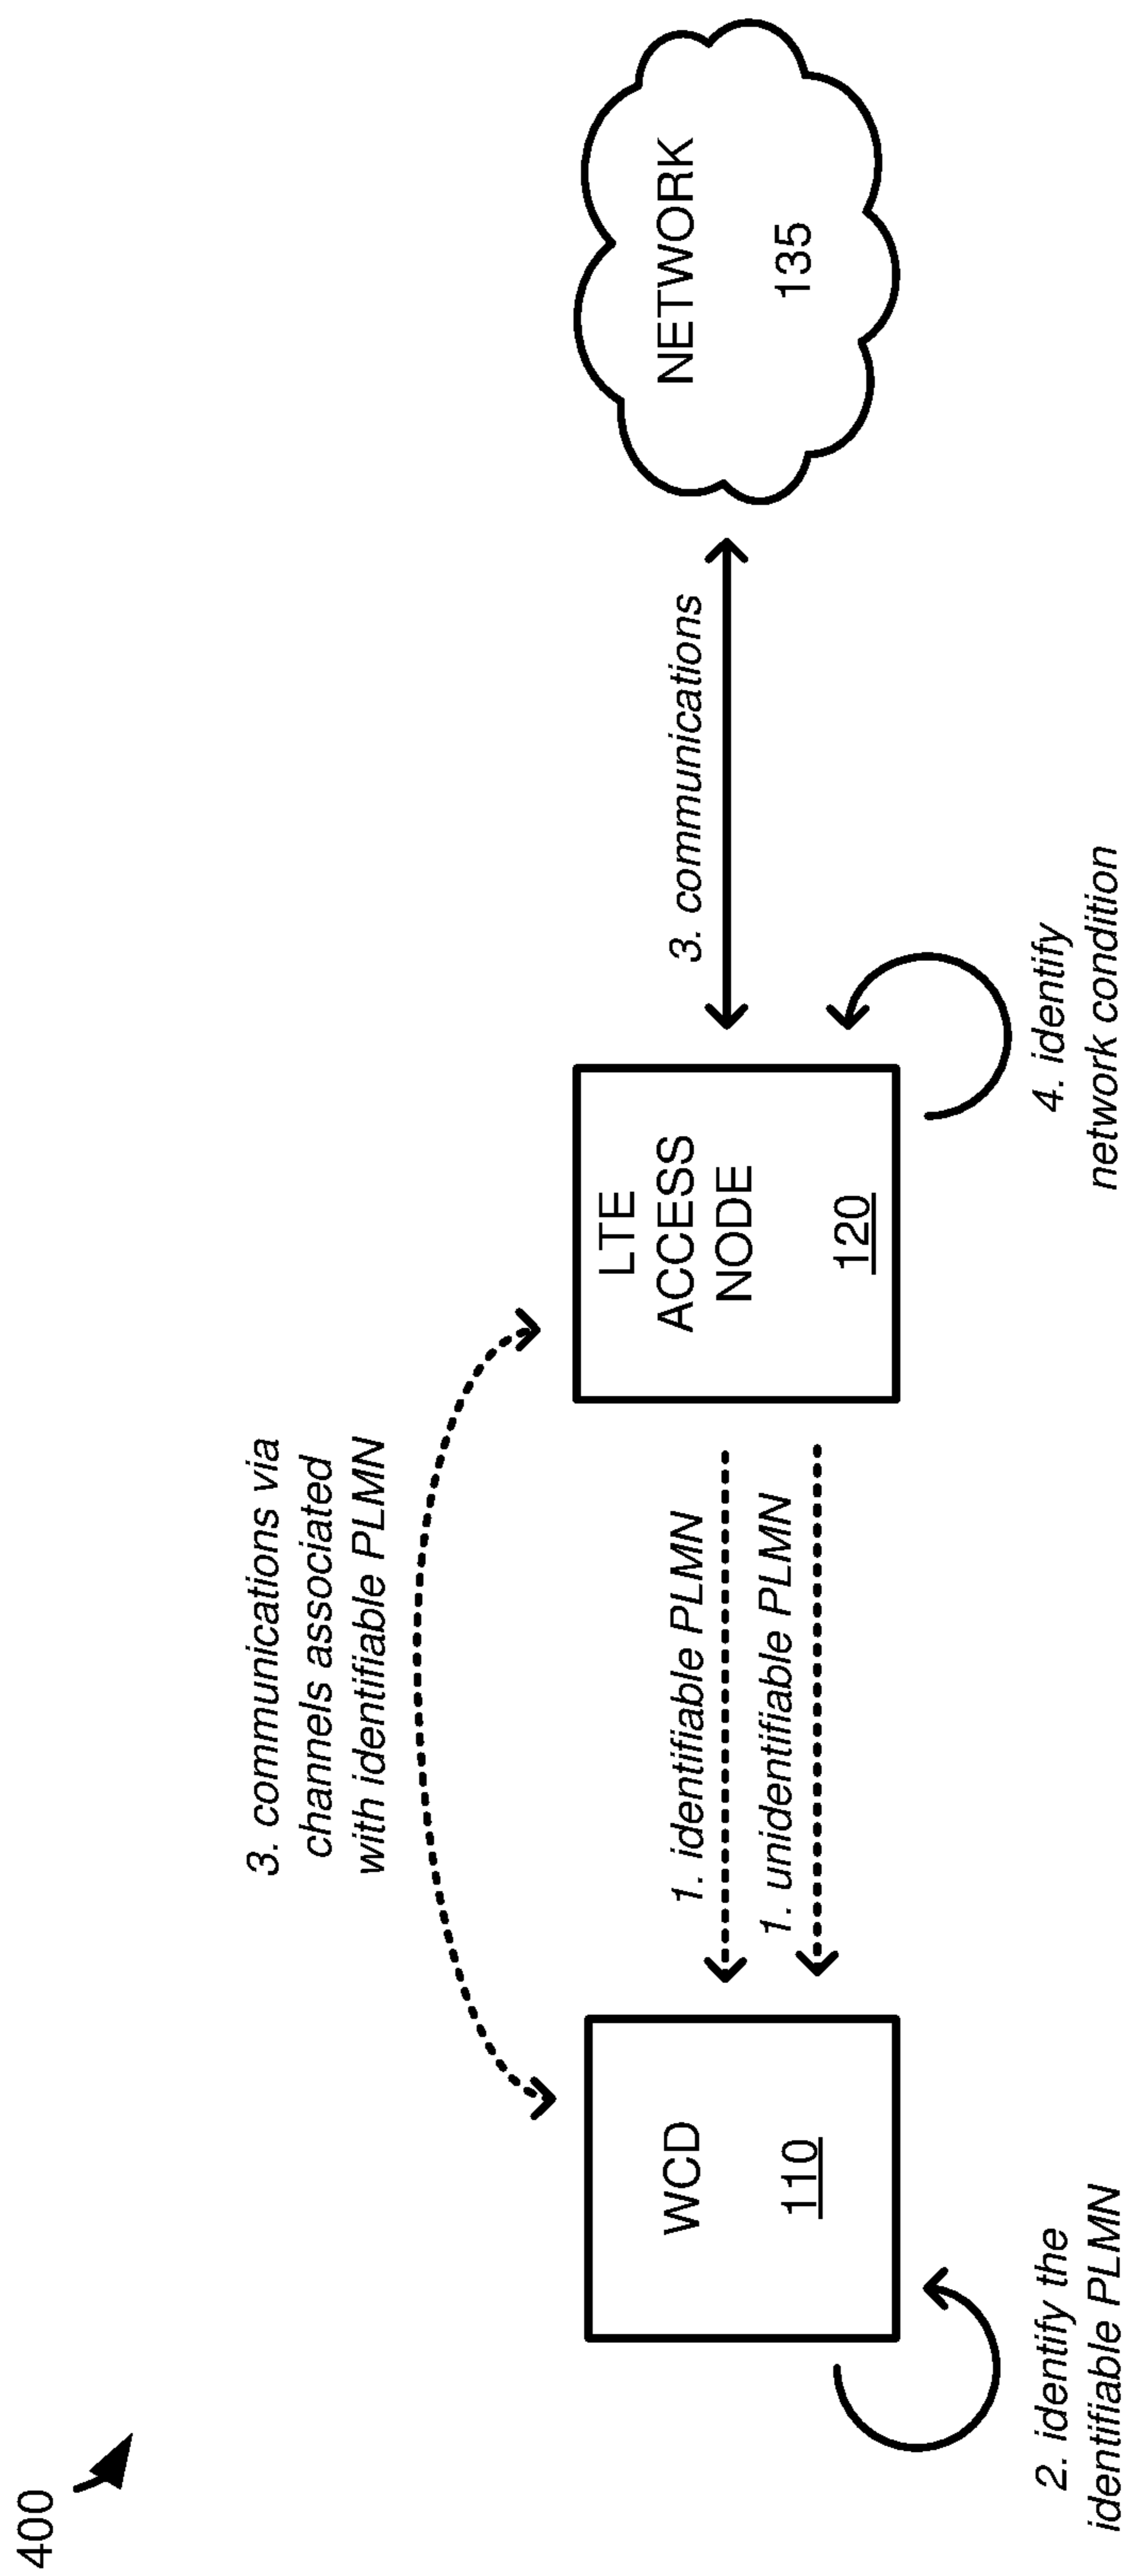 400
3. communications via
channels associated
with identifiable PLMN
WCD
110
1. identifiable PLMN
1. unidentifiable PLMN
LTE
ACCESS
NODE
120
3. communications
NETWORK
135
2. identify the
identifiable PLMN
4. identify
network condition